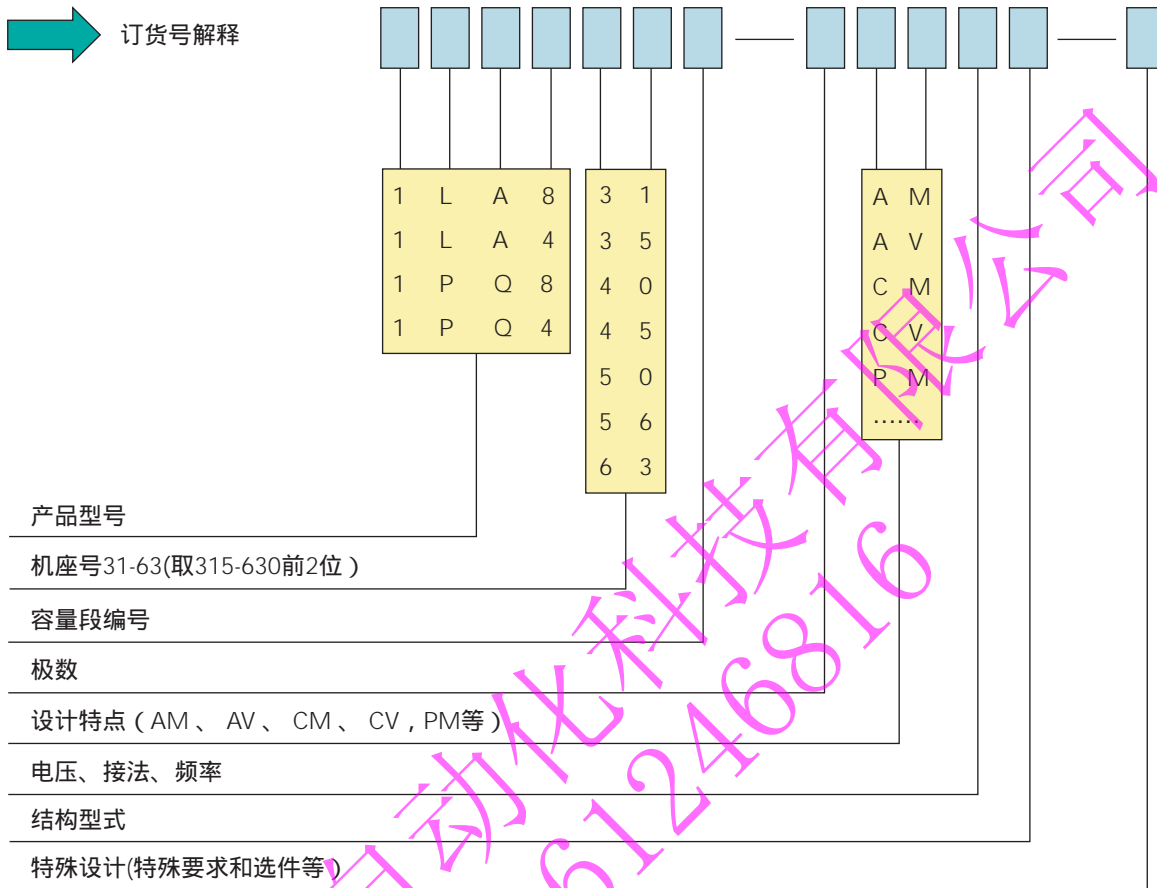 订货号解释
1 L A 8
1 L A 4
1 P Q 8
1 P Q 4
3 1
3 5
4 0
4 5
5 0
5 6
6 3
A M
A V
C M
C V
P M
……
产品型号
机座号31-63(取315-630前2位）
容量段编号
极数
设计特点（AM、 AV 、 CM 、 CV，PM等）
电压、接法、频率
结构型式
特殊设计(特殊要求和选件等）
动化科技有限公司
61246816